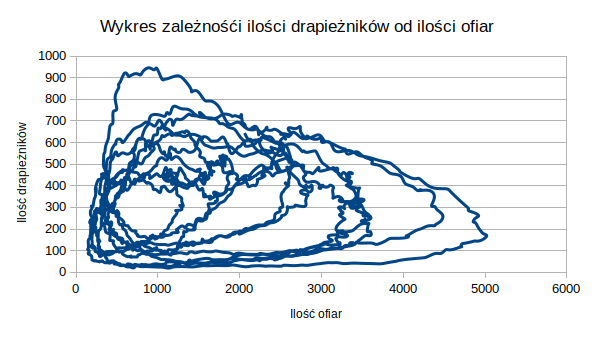 Wykres zależnośći ilości drapieżników od ilości ofiar
1000
900
800
700
600
500
400
300
200
100
0
Ilość drapieżników
0 1000 2000 3000 4000 5000 6000
Ilość ofiar